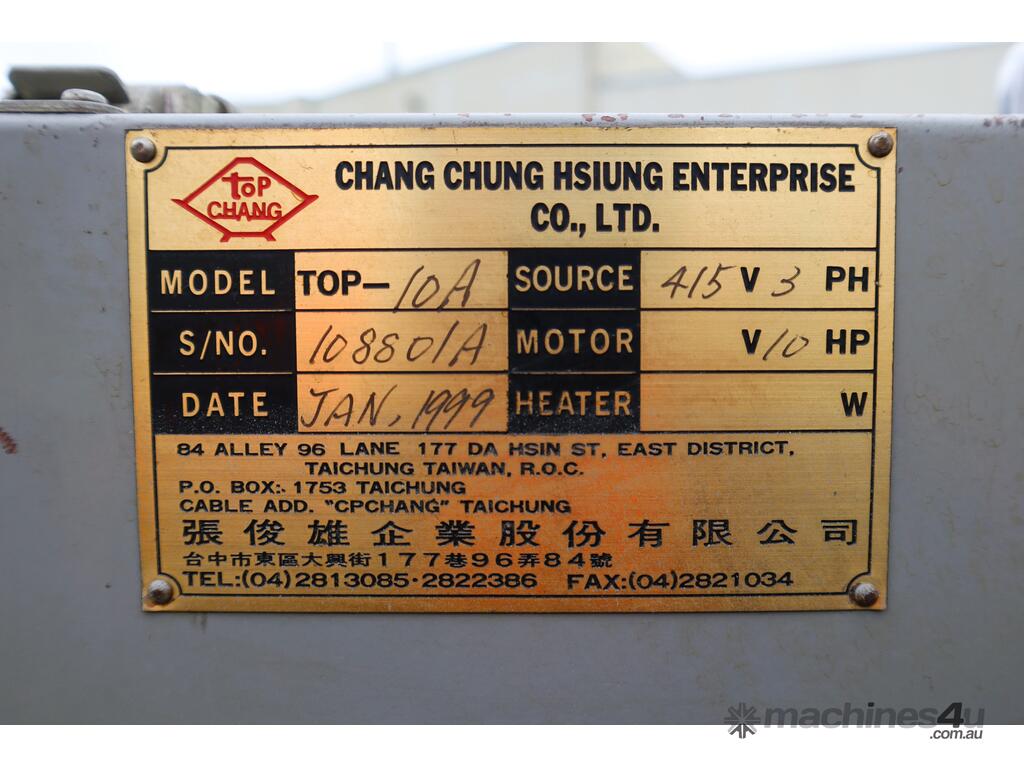 TOP
CHANG
CHANG CHUNG HSIUNG ENTERPRISE
CO., LTD.
MODEL TOP-10A SOURCE 415 V 3 PH
S/NO. 108801A MOTOR V 10 HP
DATE JAN, 1999 HEATER W
84 ALLEY 96 LANE 177 DA HSIN ST, EAST DISTRICT,
TAICHUNG TAIWAN, R.O.C.
P.O. BOX: 1753 TAICHUNG
CABLE ADD. "CPCHANG" TAICHUNG
張俊雄企業股份有限公司
台中市東區大興街177巷96弄84號
TEL:(04)2813085·2822386 FAX:(04)2821034
machines4u
.com.au